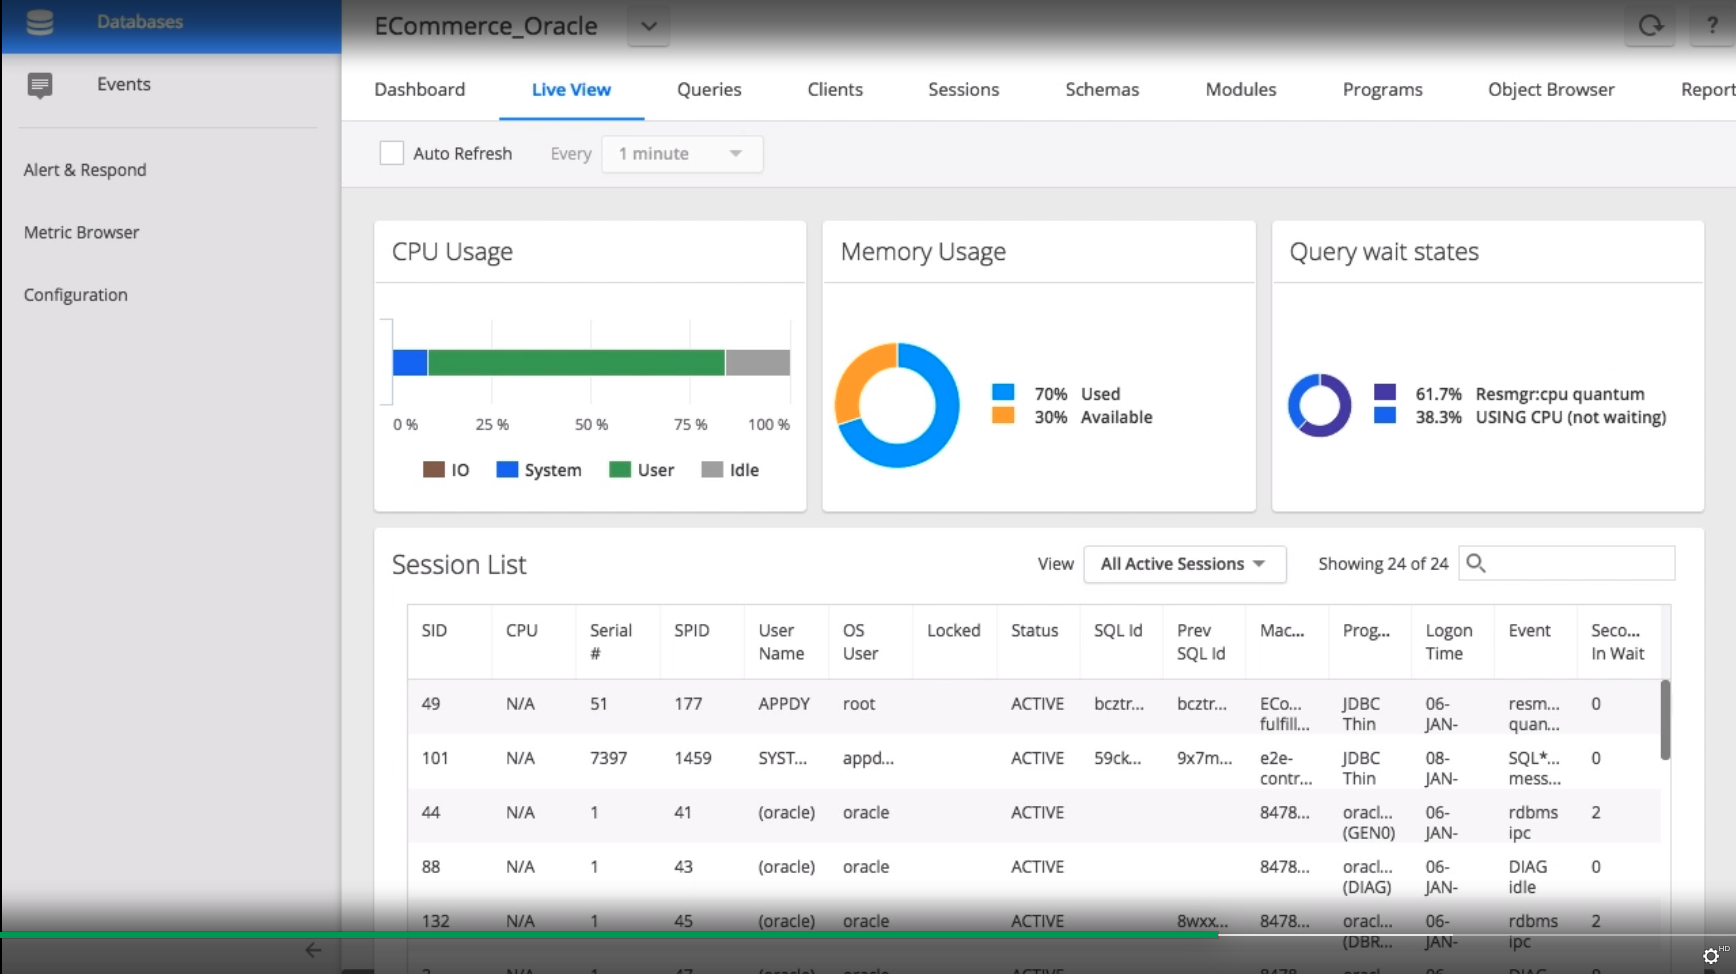 Databases
ECommerce_Oracle
?
Events
Dashboard Live View Queries Clients Sessions Schemas Modules Programs Object Browser Report
Auto Refresh Every 1 minute
Alert & Respond
Metric Browser
Configuration
CPU Usage
0 % 25 % 50 % 75 % 100 %
IO System User Idle
Memory Usage
70% Used
30% Available
Query wait states
61.7% Resmgr:cpu quantum
38.3% USING CPU (not waiting)
Session List View All Active Sessions Showing 24 of 24
SID CPU Serial SPID User OS Locked Status SQL Id Prev Mac... Prog... Logon Event Seco...
# Name User SQL Id Time In Wait
49 N/A 51 177 APPDY root ACTIVE bcztr... bcztr... ECo... JDBC 06- resm... 0
fulfill... Thin JAN- quan...
101 N/A 7397 1459 SYST... appd... ACTIVE 59ck... 9x7m... e2e- JDBC 08- SQL*... 0
contr... Thin JAN- mess...
44 N/A 1 41 (oracle) oracle ACTIVE 8478... oracl... 06- rdbms 2
(GEN0) JAN- ipc
88 N/A 1 43 (oracle) oracle ACTIVE 8478... oracl... 06- DIAG 0
(DIAG) JAN- idle
132 N/A 1 45 (oracle) oracle ACTIVE 8wxx... 8478... oracl... 06- rdbms 2
(DBR... JAN- ipc
HD